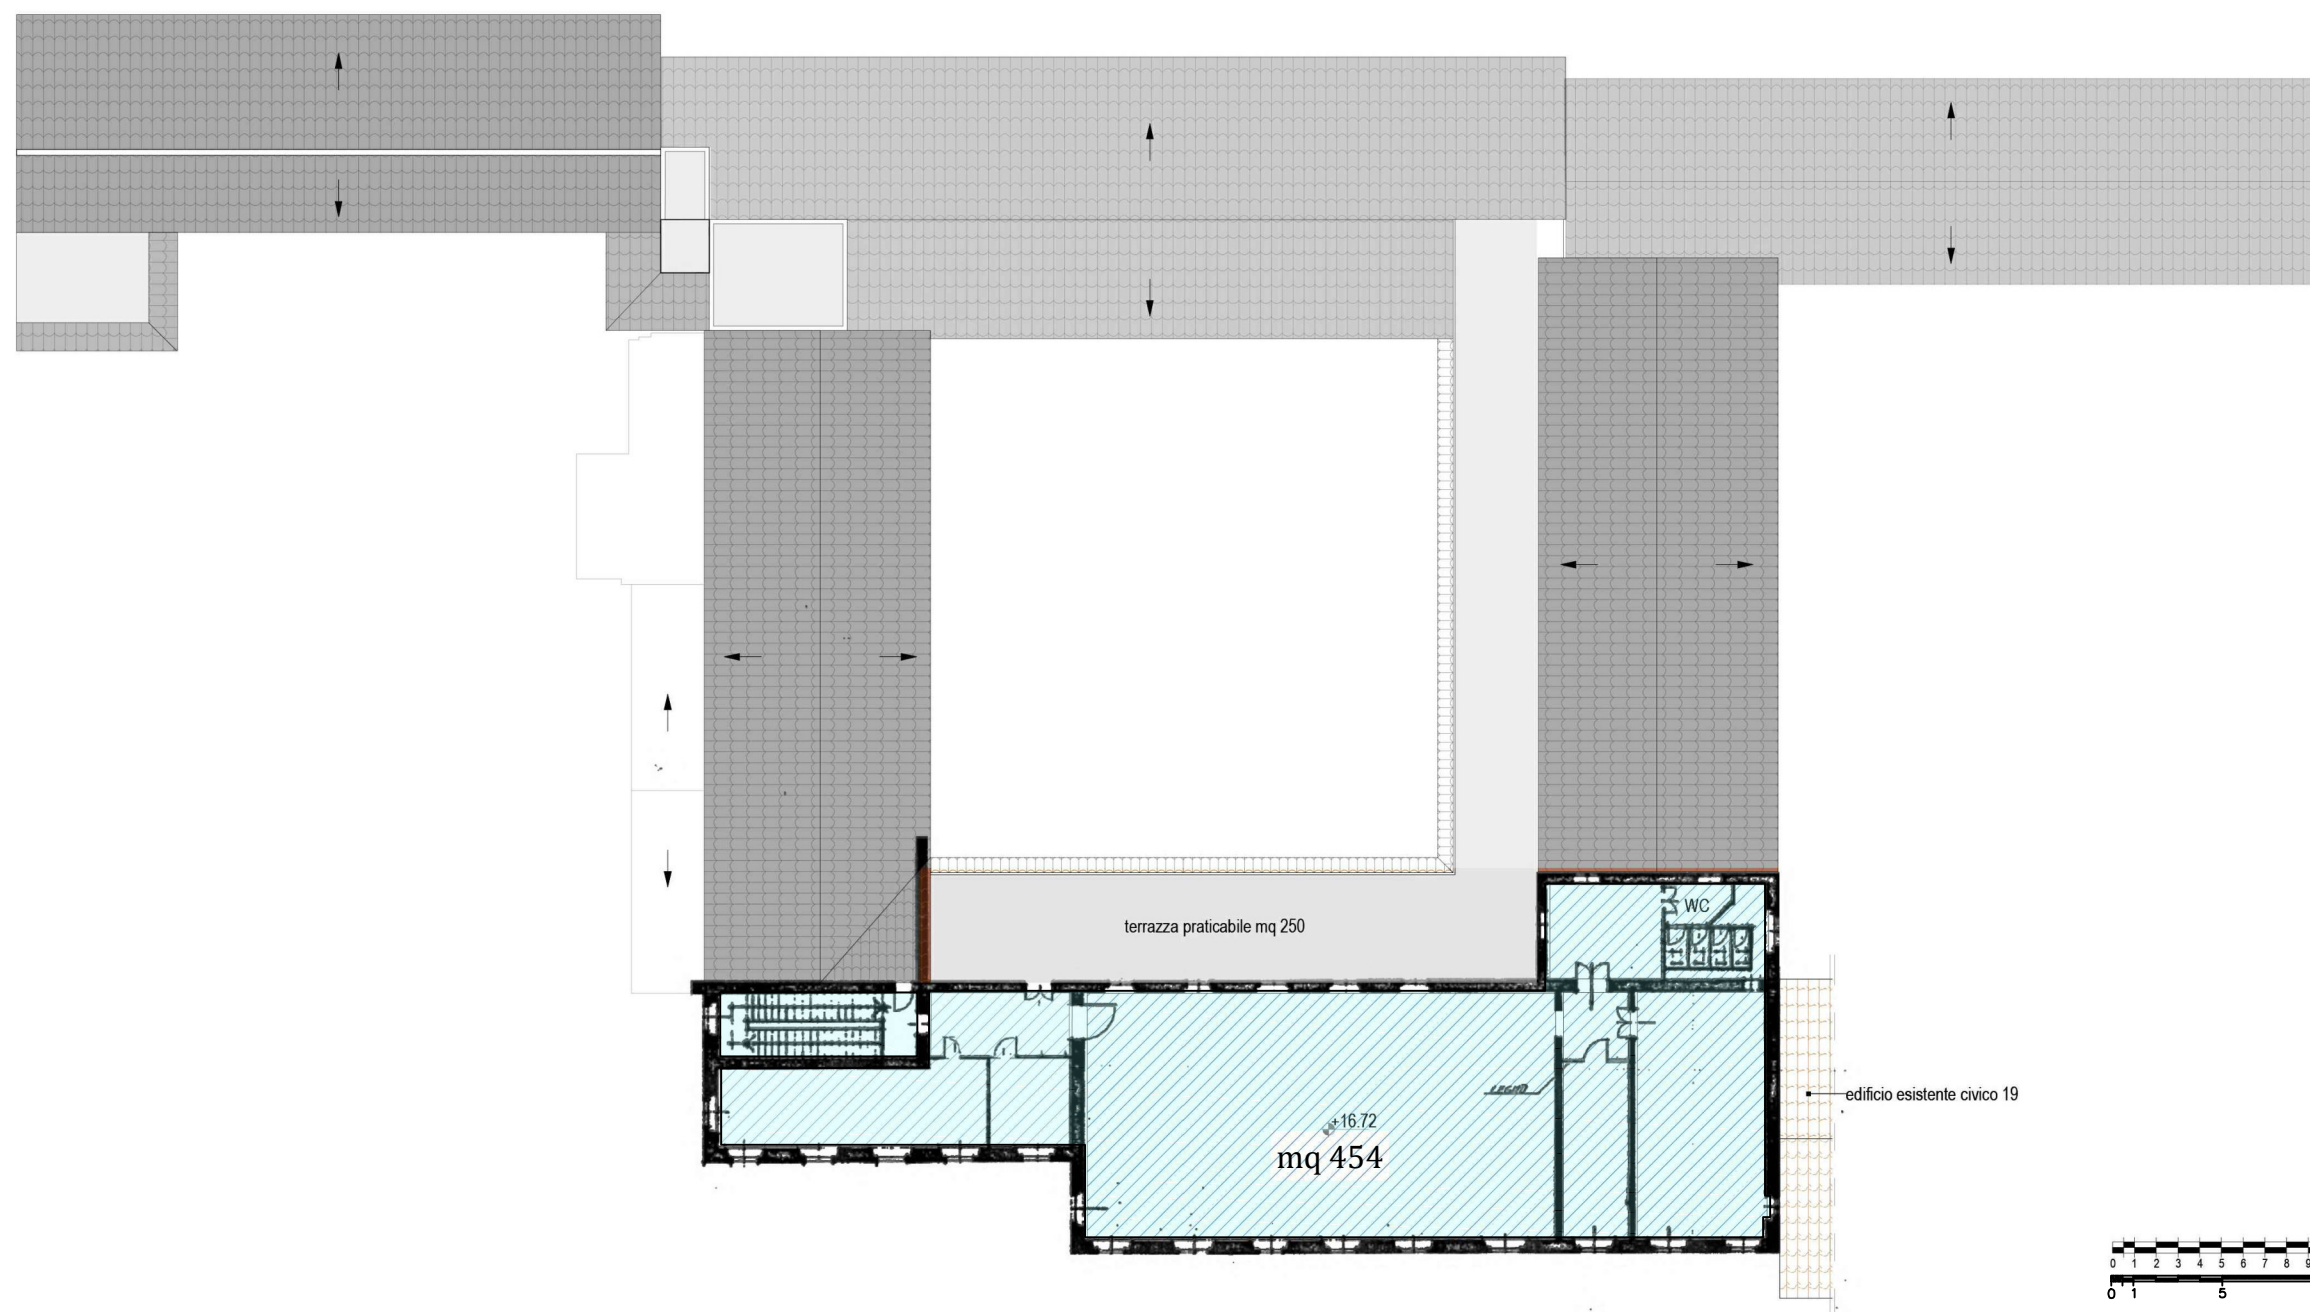 WC
terrazza praticabile mq 250
LEGNO
edificio esistente civico 19
+16.72
mq 454
0 1 2 3 4 5 6 7 8 9
0 1 5